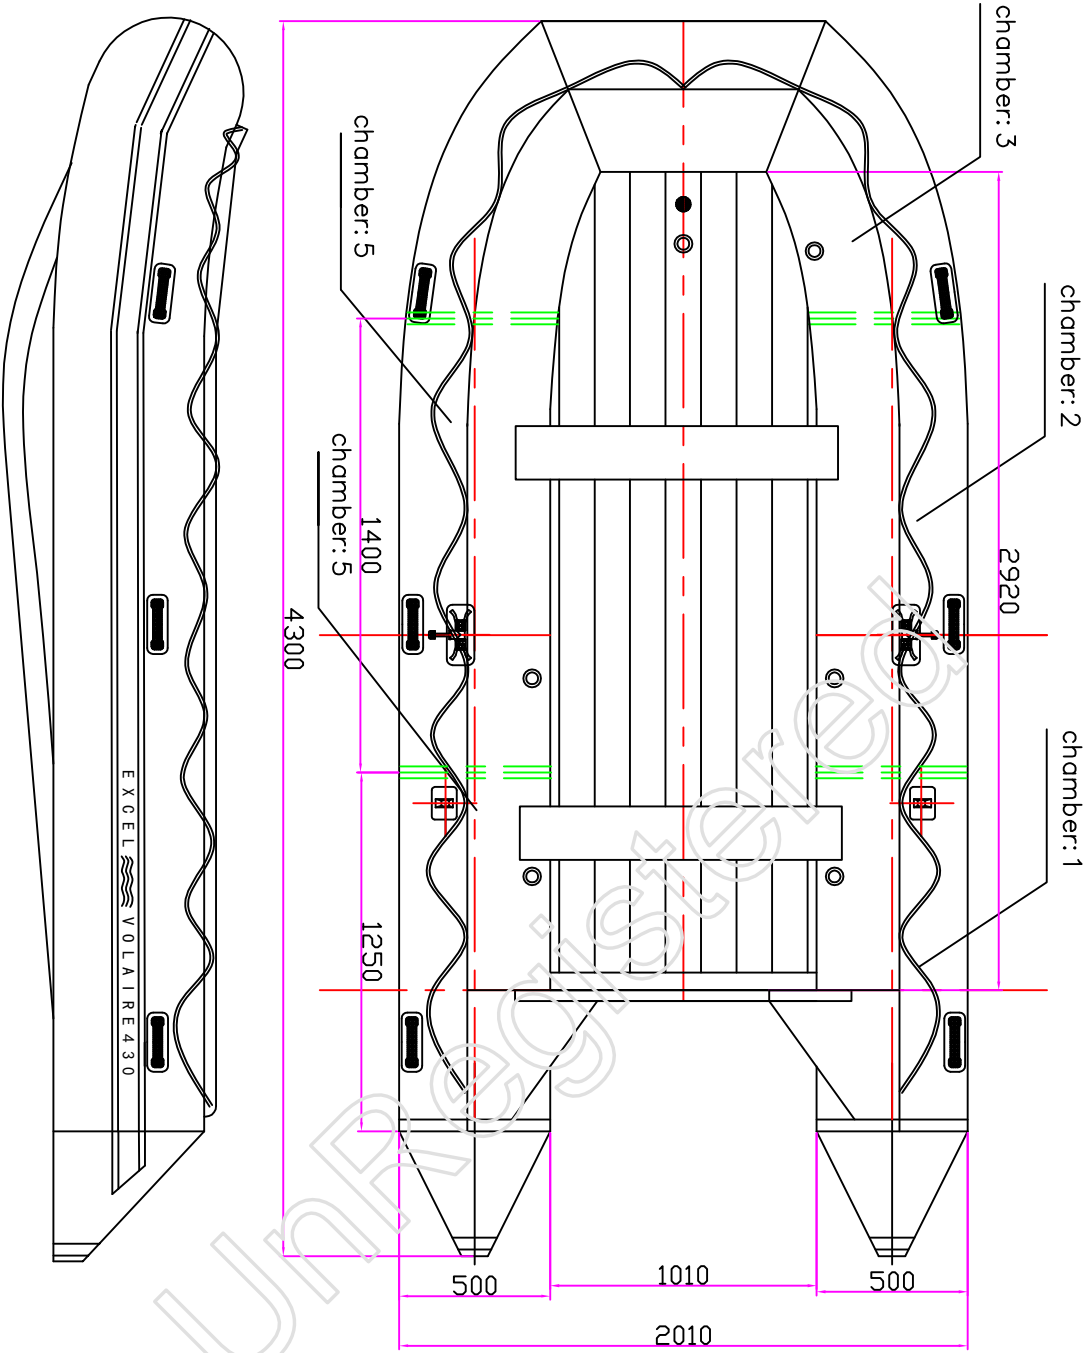 chamber: 3
chamber: 5
chamber: 2
chamber: 5
1400
2920
4300
chamber: 1
EXCEL VOLAIRE 430
1250
500
1010
500
2010
UnRegistered